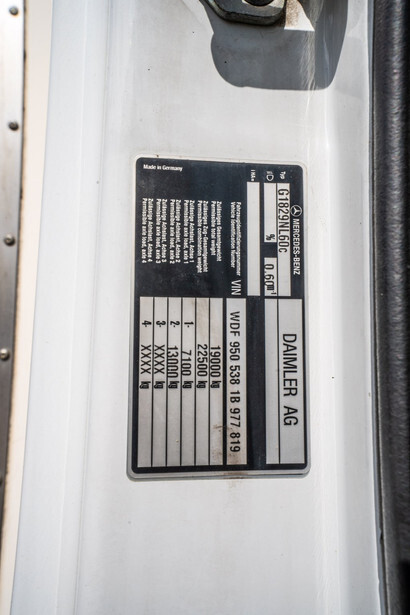 MERCEDES-BENZ DAIMLER AG
Typ G1829NL60c
% 0.60m⁻¹
Fahrzeugidentifizierungsnummer
Vehicle Identification Number VIN WDF 950 538 1B 977 819
Zulässiges Gesamtgewicht
Permissible total weight 19000 kg
Zulässiges Zug-Gesamtgewicht
Permissible combination weight 22500 kg
Zulässige Achslast, Achse 1
Permissible axle load, axle 1 1- 7100 kg
Zulässige Achslast, Achse 2
Permissible axle load, axle 2 2- 13000 kg
Zulässige Achslast, Achse 3
Permissible axle load, axle 3 3- XXXX kg
Zulässige Achslast, Achse 4
Permissible axle load, axle 4 4- XXXX kg
Made in Germany